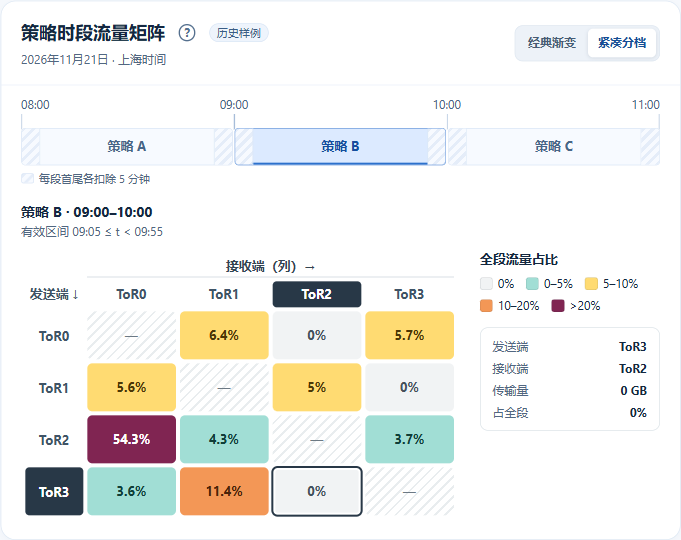 策略时段流量矩阵 ? 历史样例
2026年11月21日 · 上海时间
经典渐变 紧凑分档
08:00 09:00 10:00 11:00
策略 A 策略 B 策略 C
每段首尾各扣除 5 分钟
策略 B · 09:00–10:00
有效区间 09:05 ≤ t < 09:55
接收端（列）→
发送端 ↓ ToR0 ToR1 ToR2 ToR3
ToR0 — 6.4% 0% 5.7%
ToR1 5.6% — 5% 0%
ToR2 54.3% 4.3% — 3.7%
ToR3 3.6% 11.4% 0% —
全段流量占比
0% 0–5% 5–10%
10–20% >20%
发送端 ToR3
接收端 ToR2
传输量 0 GB
占全段 0%